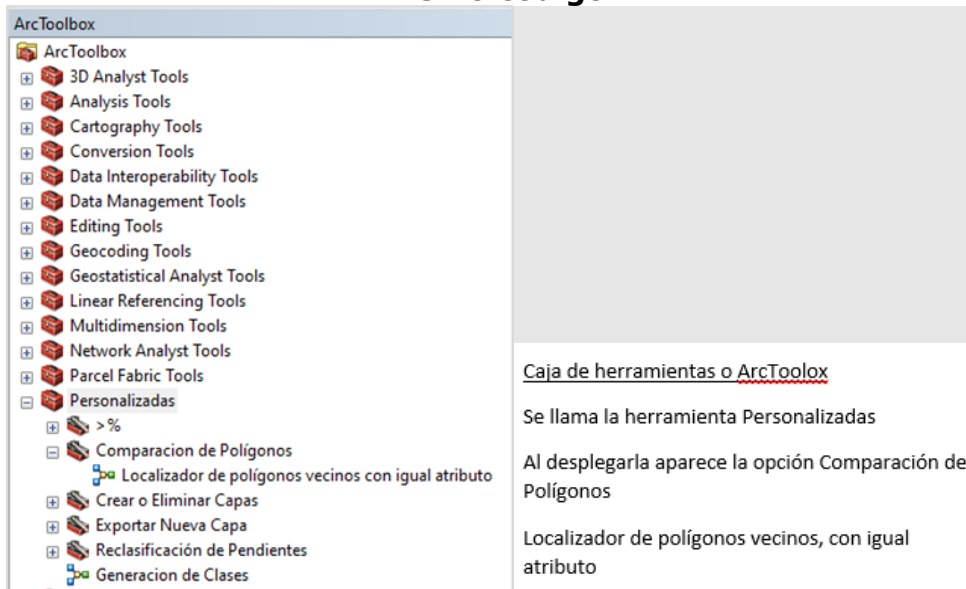 ArcToolbox
ArcToolbox
3D Analyst Tools
Analysis Tools
Cartography Tools
Conversion Tools
Data Interoperability Tools
Data Management Tools
Editing Tools
Geocoding Tools
Geostatistical Analyst Tools
Linear Referencing Tools
Multidimension Tools
Network Analyst Tools
Parcel Fabric Tools
Personalizadas
>%
Comparacion de Polígonos
Localizador de polígonos vecinos con igual atributo
Crear o Eliminar Capas
Exportar Nueva Capa
Reclasificación de Pendientes
Generacion de Clases
Caja de herramientas o ArcToolox
Se llama la herramienta Personalizadas
Al desplegarla aparece la opción Comparación de
Polígonos
Localizador de polígonos vecinos, con igual
atributo